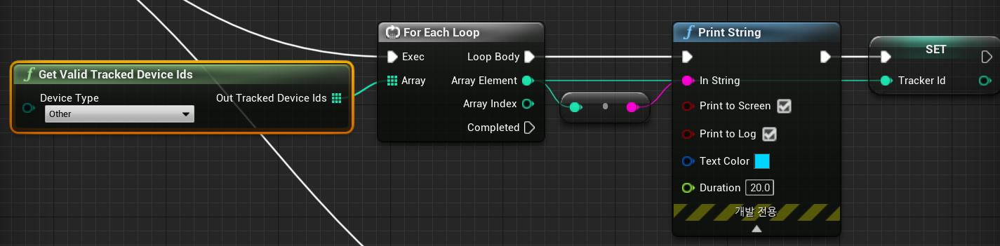 Get Valid Tracked Device Ids
Device Type
Other
Out Tracked Device Ids
For Each Loop
Exec
Loop Body
Array
Array Element
Array Index
Completed
Print String
In String
Print to Screen
Print to Log
Text Color
Duration 20.0
개발 전용
SET
Tracker Id